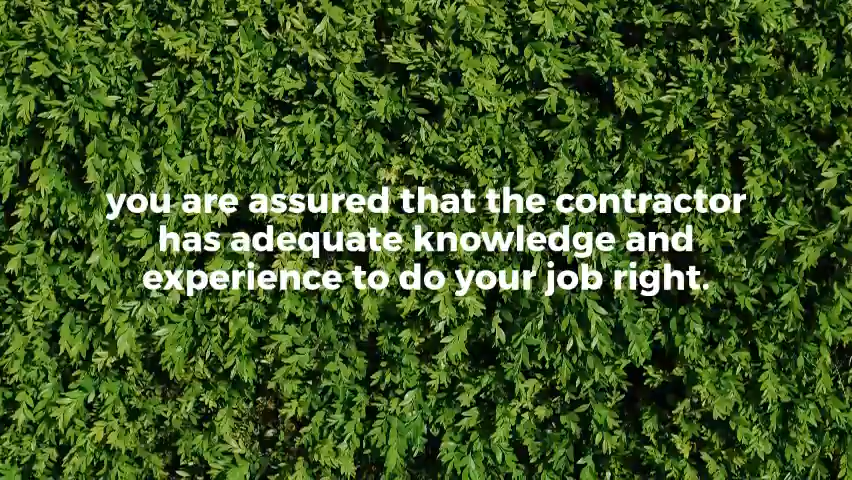 you are assured that the contractor
has adequate knowledge and
experience to do your job right.